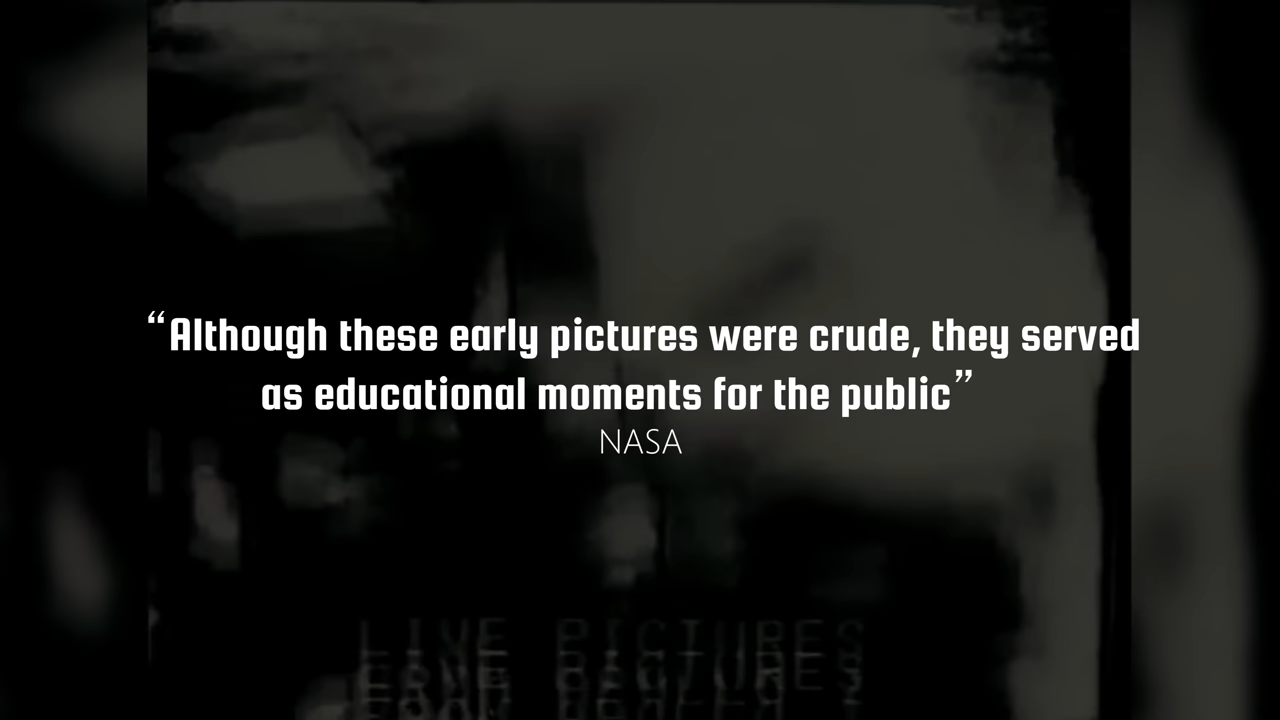 “Although these early pictures were crude, they served
as educational moments for the public”
NASA
LIVE PICTURES